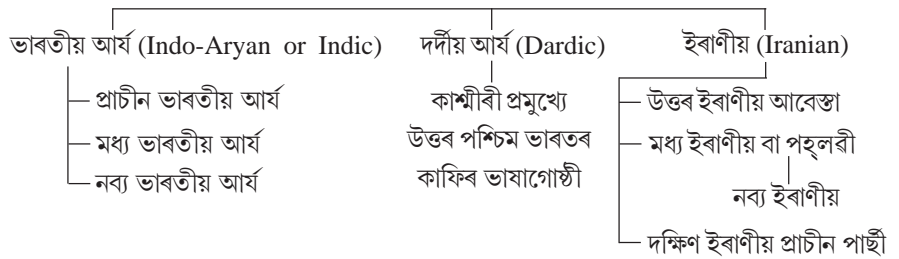 ভাৰতীয় আৰ্য (Indo-Aryan or Indic)
প্ৰাচীন ভাৰতীয় আৰ্য
মধ্য ভাৰতীয় আৰ্য
নব্য ভাৰতীয় আৰ্য
দৰ্দীয় আৰ্য (Dardic)
কাশ্মীৰী প্ৰমুখ্যে
উত্তৰ পশ্চিম ভাৰতৰ
কাফিৰ ভাষাগোষ্ঠী
ইৰাণীয় (Iranian)
উত্তৰ ইৰাণীয় আবেস্তা
মধ্য ইৰাণীয় বা পহ্লৱী
নব্য ইৰাণীয়
দক্ষিণ ইৰাণীয় প্ৰাচীন পাৰ্ছী